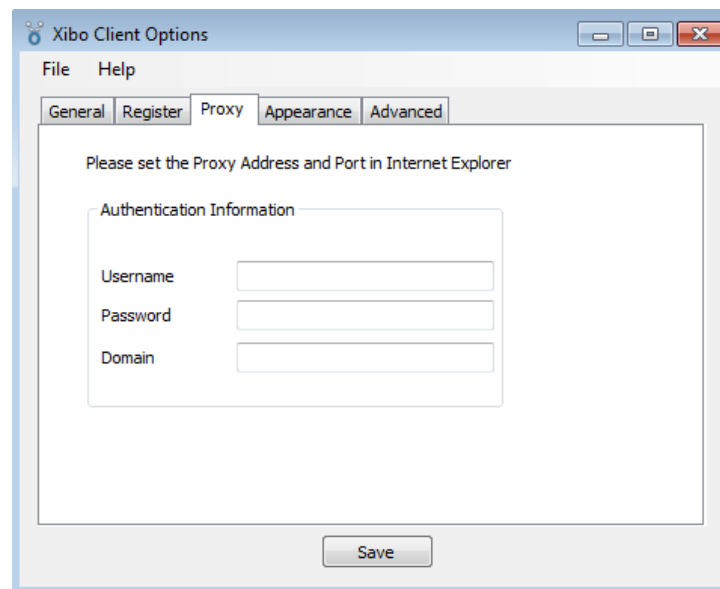 Xibo Client Options
File Help
General Register Proxy Appearance Advanced
Please set the Proxy Address and Port in Internet Explorer
Authentication Information
Username
Password
Domain
Save